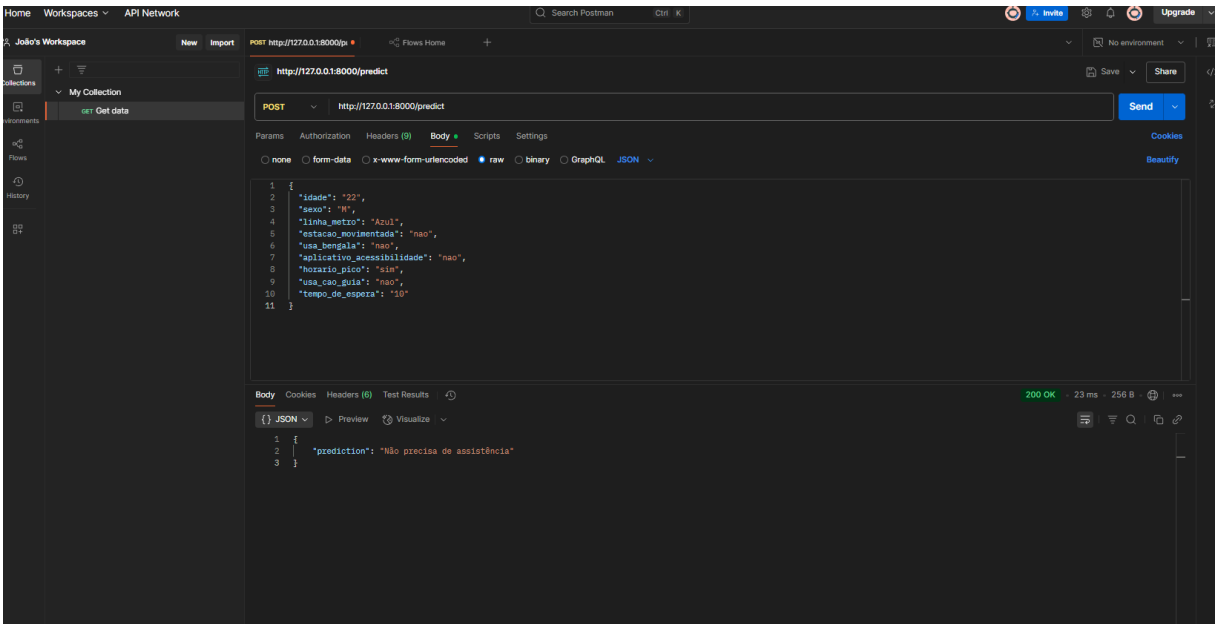 Home Workspaces API Network Search Postman Ctrl K Invite Upgrade
João's Workspace New Import POST http://127.0.0.1:8000/pr Flows Home + No environment
Collections + My Collection
GET Get data
Flows
History
HTTP http://127.0.0.1:8000/predict Save Share
POST http://127.0.0.1:8000/predict Send
Params Authorization Headers (9) Body Scripts Settings Cookies
none form-data x-www-form-urlencoded raw binary GraphQL JSON Beautify
1 {
2 "idade": "22",
3 "sexo": "M",
4 "linha_metro": "Azul",
5 "estacao_movimentada": "nao",
6 "usa_bengala": "nao",
7 "aplicativo_acessibilidade": "nao",
8 "horario_pico": "sim",
9 "usa_cao_guia": "nao",
10 "tempo_de_espera": "10"
11 }
Body Cookies Headers (6) Test Results 200 OK 23 ms 256 B
{} JSON Preview Visualize
1 {
2 "prediction": "Não precisa de assistência"
3 }